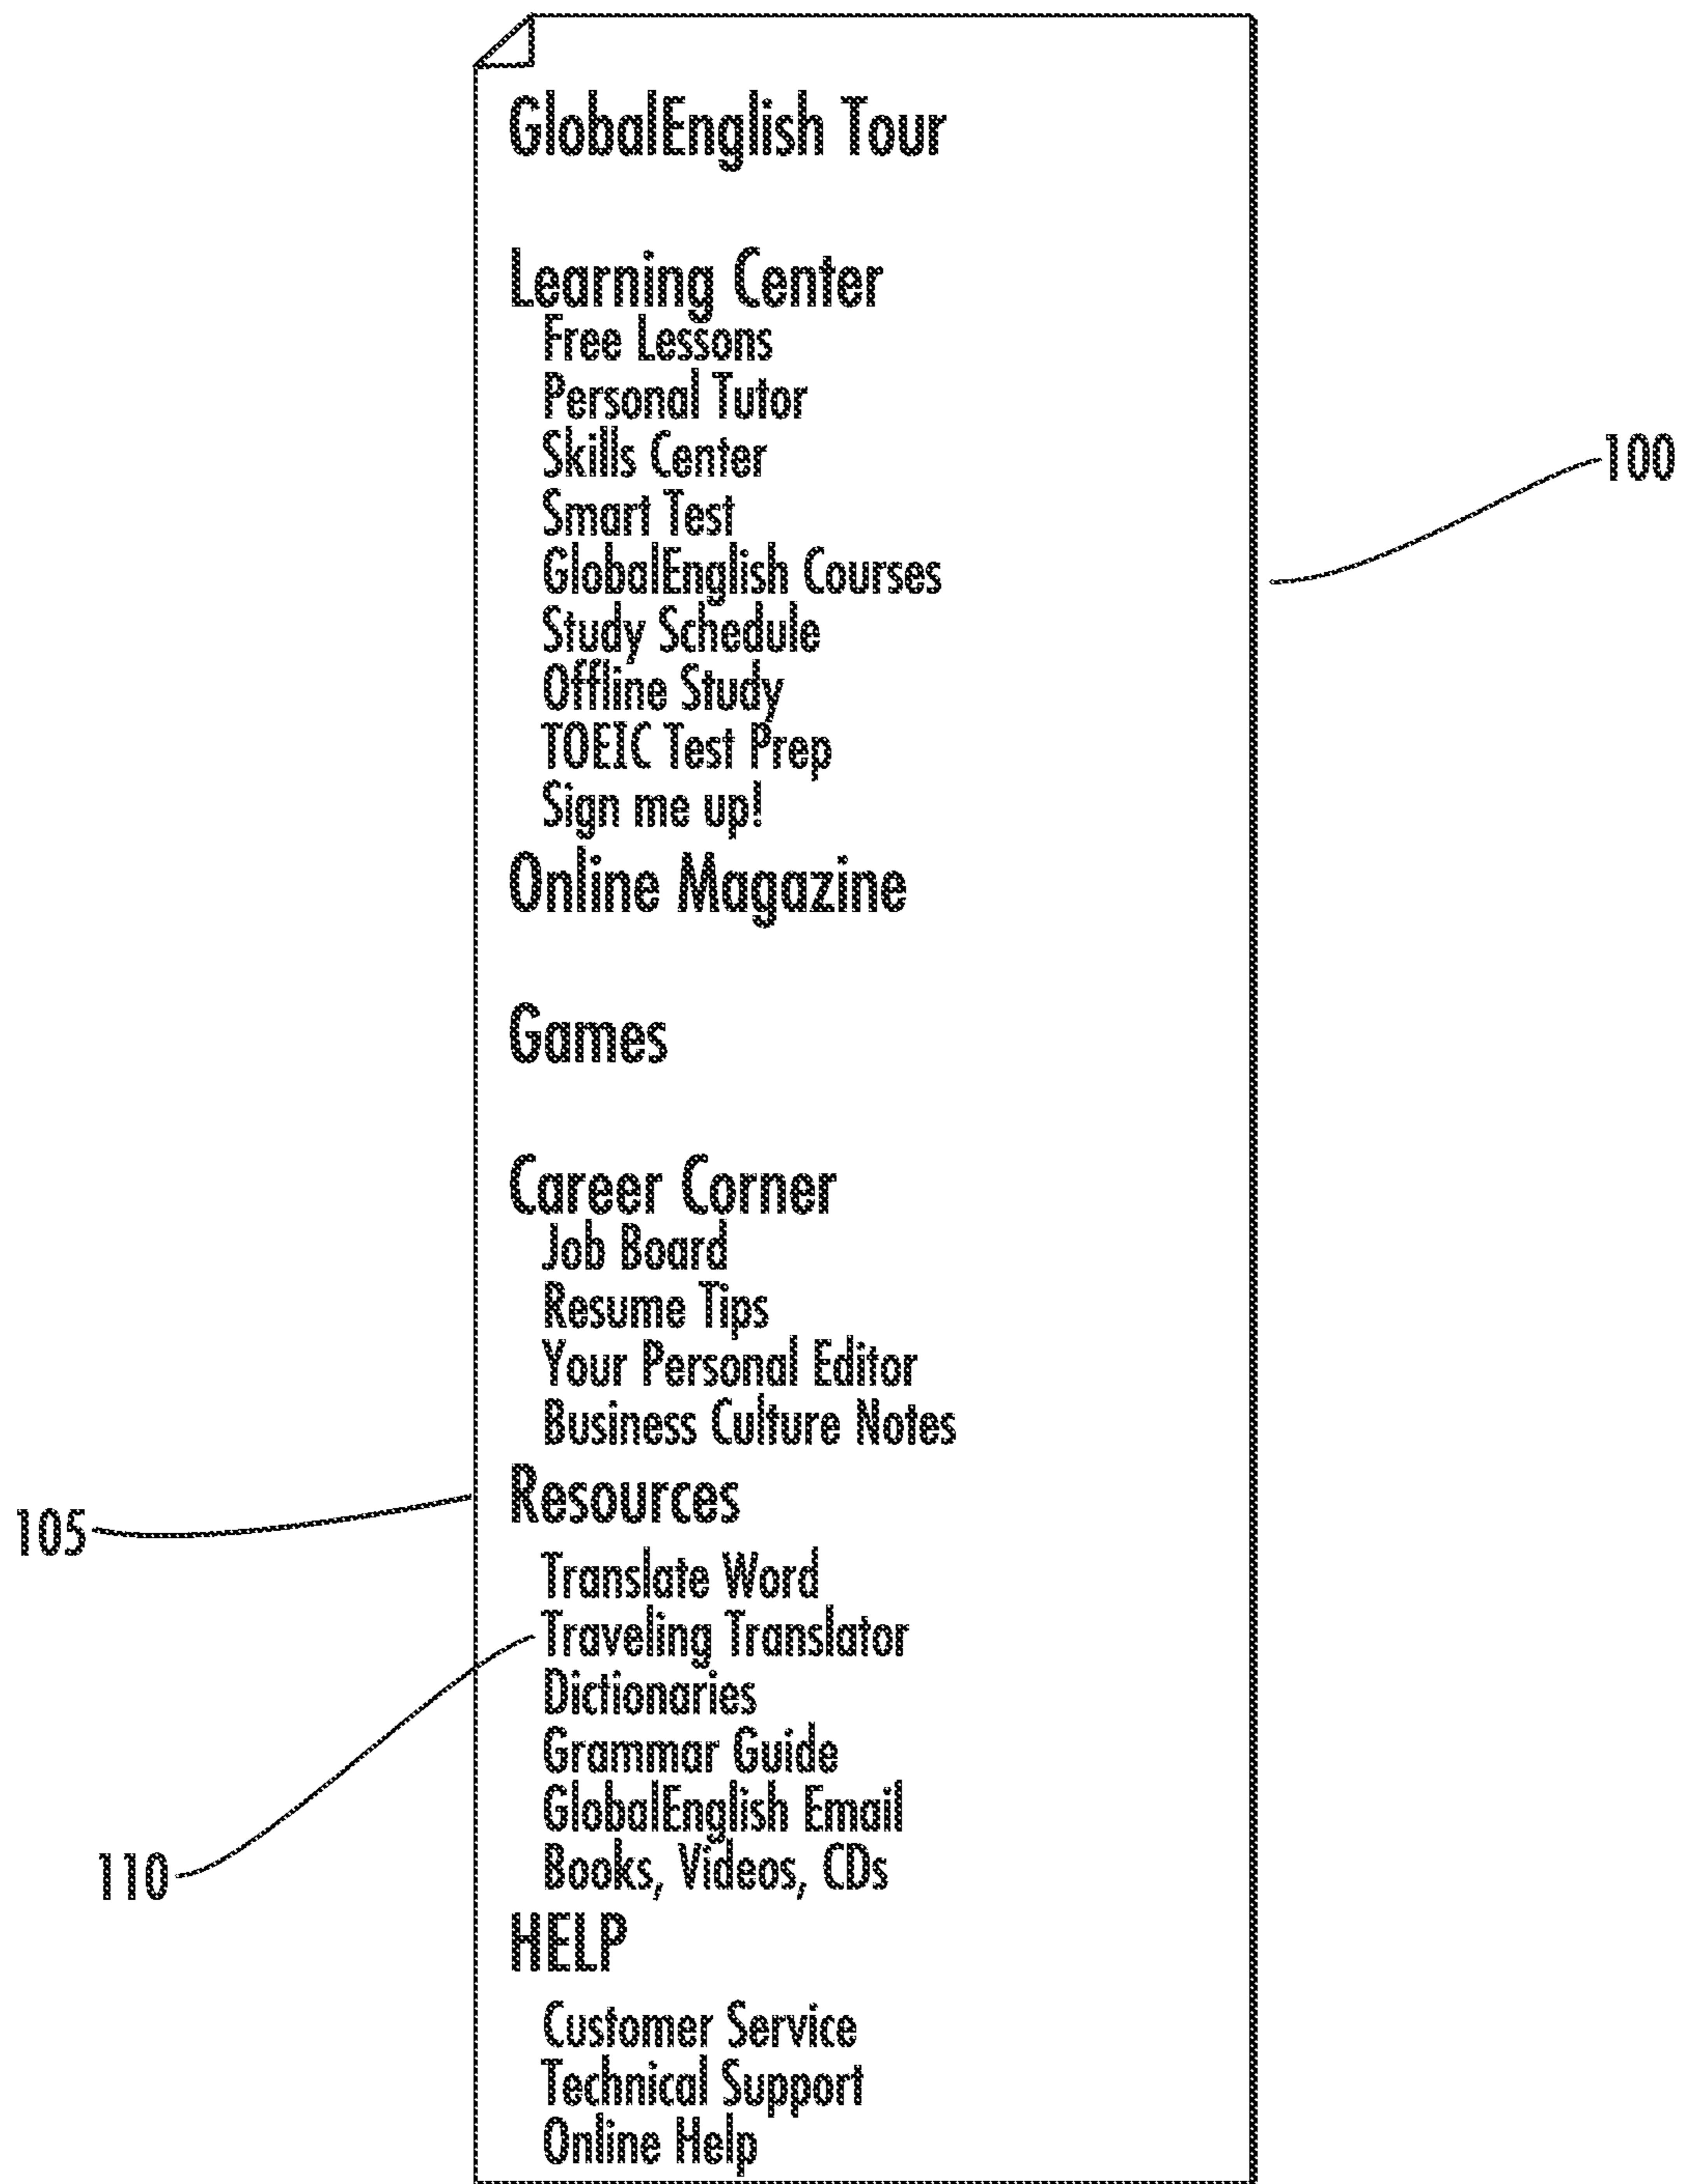 GlobalEnglish Tour
Learning Center
Free Lessons
Personal Tutor
Skills Center
100
Smart Test
GlobalEnglish Courses
Study Schedule
Offline Study
TOEIC Test Prep
Sign me up!
Online Magazine
Games
Career Corner
Job Board
Resume Tips
Your Personal Editor
Business Culture Notes
Resources
105
Translate Word
Traveling Translator
Dictionaries
Grammar Guide
GlobalEnglish Email
Books, Videos, CDs
110
HELP
Customer Service
Technical Support
Online Help